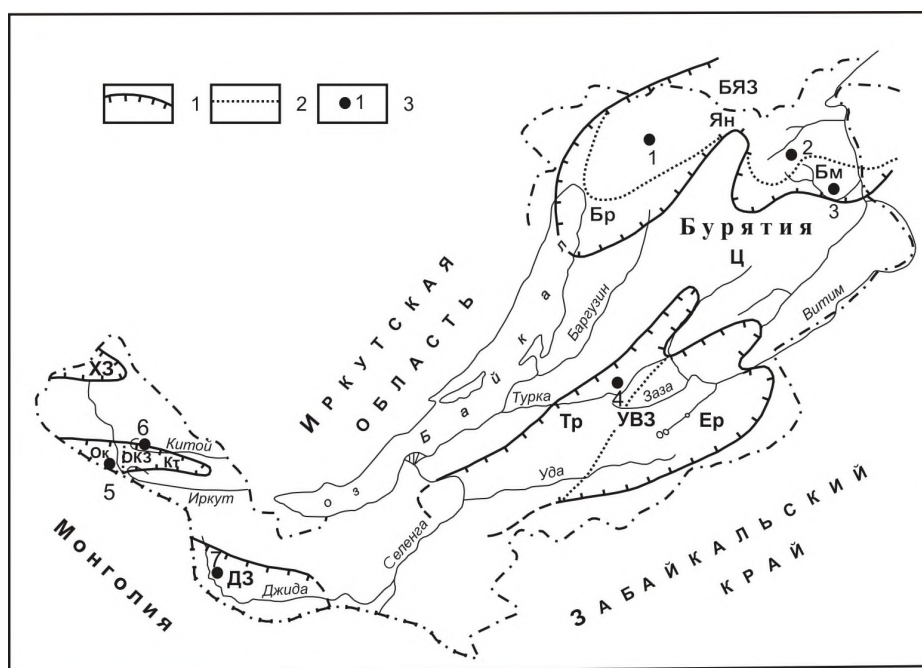 1
2
1
3
БЯЗ
Ян
1
2
Бм
3
Бр
Бурятия
Ц
Витим
Баргузин
ИРКУТСКАЯ
ОБЛАСТЬ
оз Байкал
ХЗ
Турка
4
Заза
Тр
УВЗ
Ер
6
Китой
Ок
ОКЗ
Кт
5
Иркут
Уда
Селенга
МОНГОЛИЯ
7
ДЗ
Джида
ЗАБАЙКАЛЬСКИЙ
КРАЙ